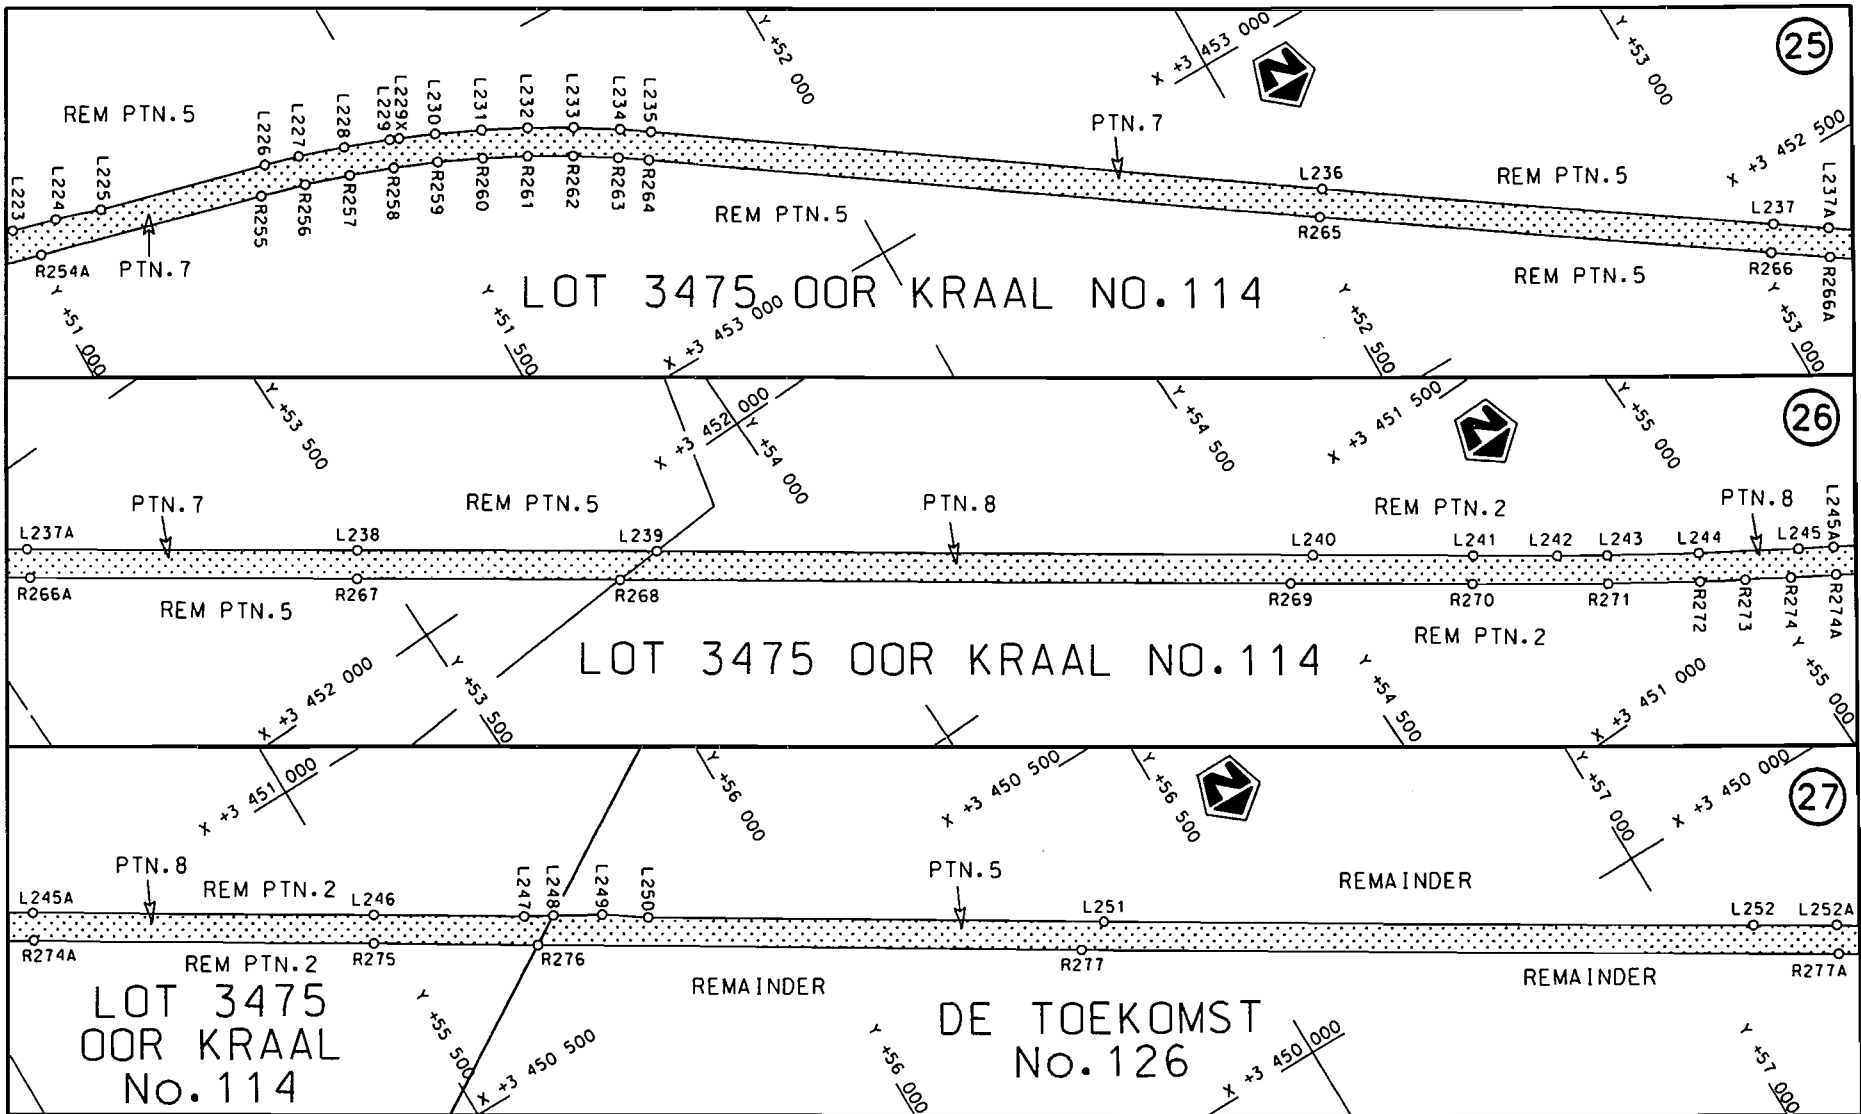 25
Y +52 000
X +3 453 000
Y +53 000
X +3 452 500
REM PTN.5
L223
L224
L225
L226
L227
L228
L229
L229X
L230
L231
L232
L233
L234
L235
PTN.7
L236
REM PTN.5
L237
L237A
R254A
PTN.7
R255
R256
R257
R258
R259
R260
R261
R262
R263
R264
REM PTN.5
R265
REM PTN.5
R266
R266A
LOT 3475 OOR KRAAL NO.114
Y +51 000
Y +51 500
X +3 453 000
Y +52 500
Y +53 000
26
Y +53 500
X +3 452 000
Y +54 000
Y +54 500
X +3 451 500
Y +55 000
PTN.7
REM PTN.5
PTN.8
REM PTN.2
PTN.8
L237A
L238
L239
L240
L241
L242
L243
L244
L245
L245A
R266A
R267
R268
R269
R270
R271
R272
R273
R274
R274A
REM PTN.5
REM PTN.2
LOT 3475 OOR KRAAL NO.114
X +3 452 000
Y +53 500
Y +54 500
X +3 451 000
Y +55 000
27
X +3 451 000
Y +56 000
X +3 450 500
Y +56 500
Y +57 000
X +3 450 000
PTN.8
REM PTN.2
PTN.5
REMAINDER
L245A
L246
L247
L248
L249
L250
L251
L252
L252A
R274A
R275
R276
R277
R277A
REM PTN.2
REMAINDER
REMAINDER
LOT 3475
OOR KRAAL
No.114
DE TOEKOMST
No.126
Y +55 500
X +3 450 500
Y +56 000
X +3 450 000
Y +57 000